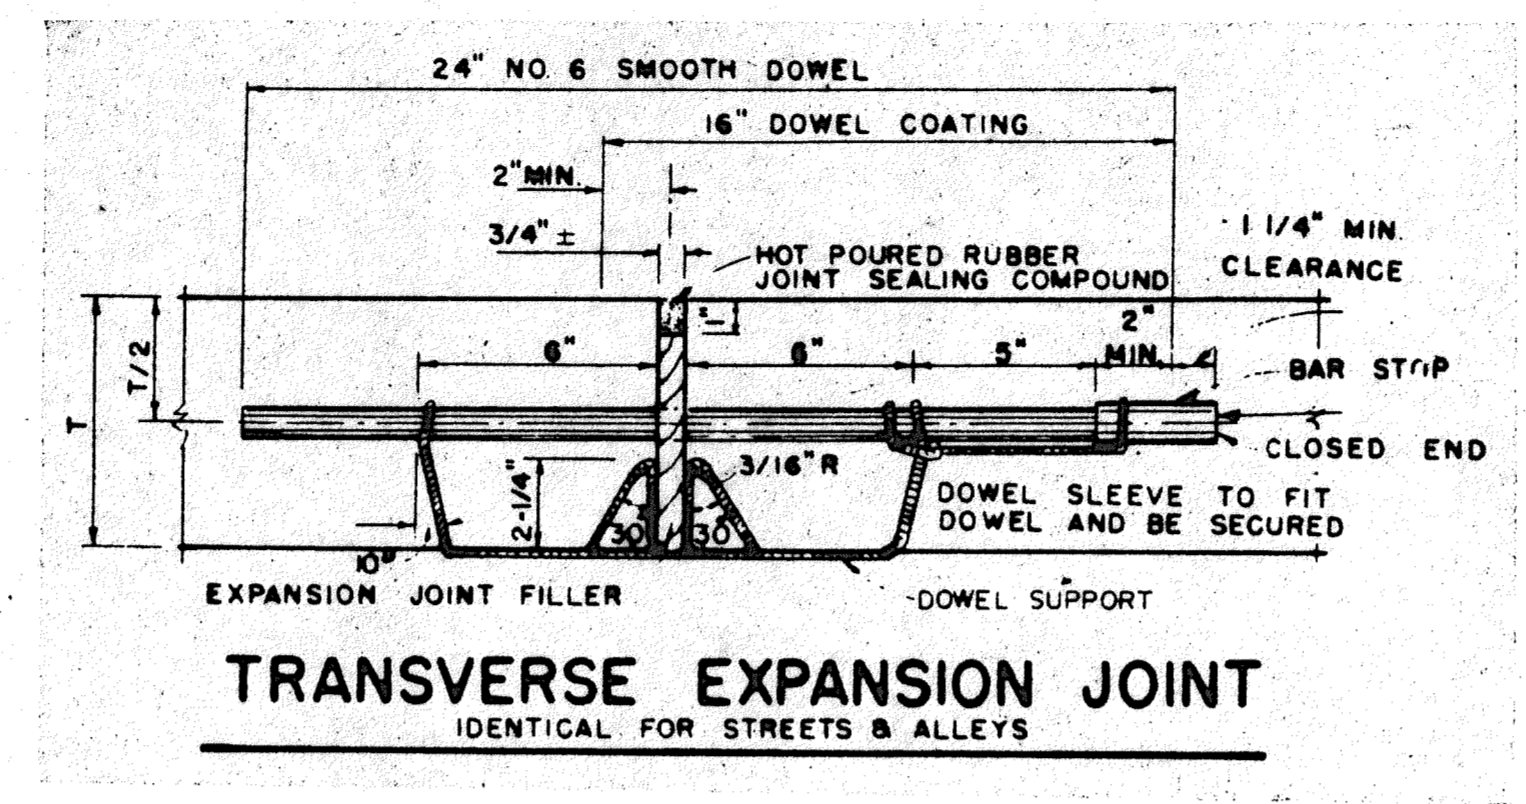 24" NO. 6 SMOOTH DOWEL
16" DOWEL COATING
2" MIN.
3/4" ±
HOT POURED RUBBER
JOINT SEALING COMPOUND
1 1/4" MIN.
CLEARANCE
1"
2"
MIN.
6"
6"
5"
T/2
T
BAR STOP
CLOSED END
2-1/4"
3/16" R
30
30
DOWEL SLEEVE TO FIT
DOWEL AND BE SECURED
10°
EXPANSION JOINT FILLER
DOWEL SUPPORT
TRANSVERSE EXPANSION JOINT
IDENTICAL FOR STREETS & ALLEYS